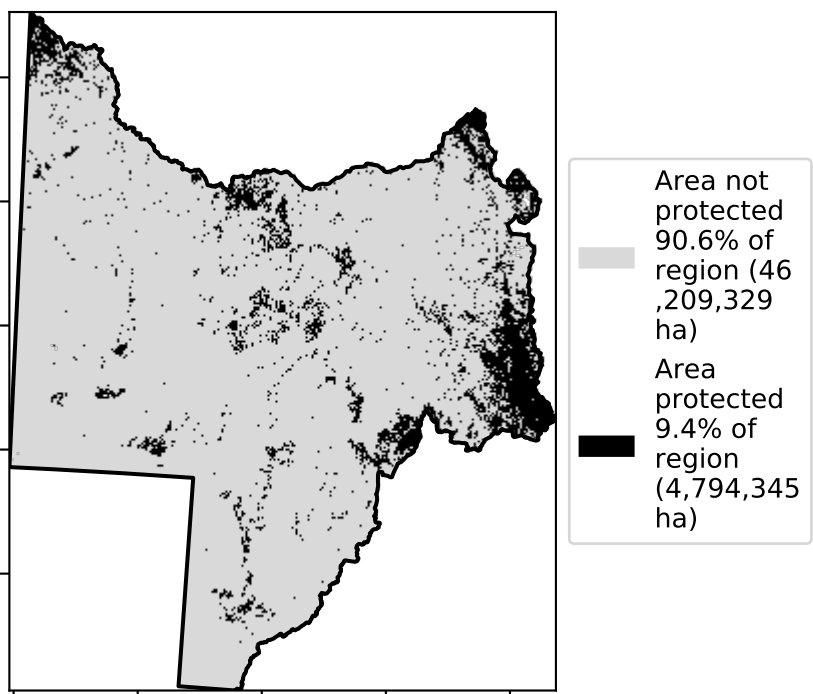 Area not
protected
90.6% of
region (46
,209,329
ha)
Area
protected
9.4% of
region
(4,794,345
ha)